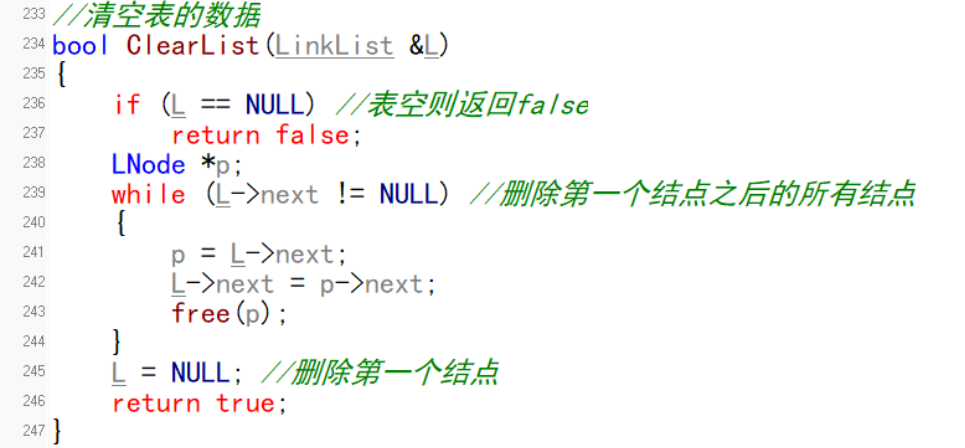 233 //清空表的数据
234 bool ClearList(LinkList &L)
235 {
236     if (L == NULL) //表空则返回false
237         return false;
238     LNode *p;
239     while (L->next != NULL) //删除第一个结点之后的所有结点
240     {
241         p = L->next;
242         L->next = p->next;
243         free(p);
244     }
245     L = NULL; //删除第一个结点
246     return true;
247 }